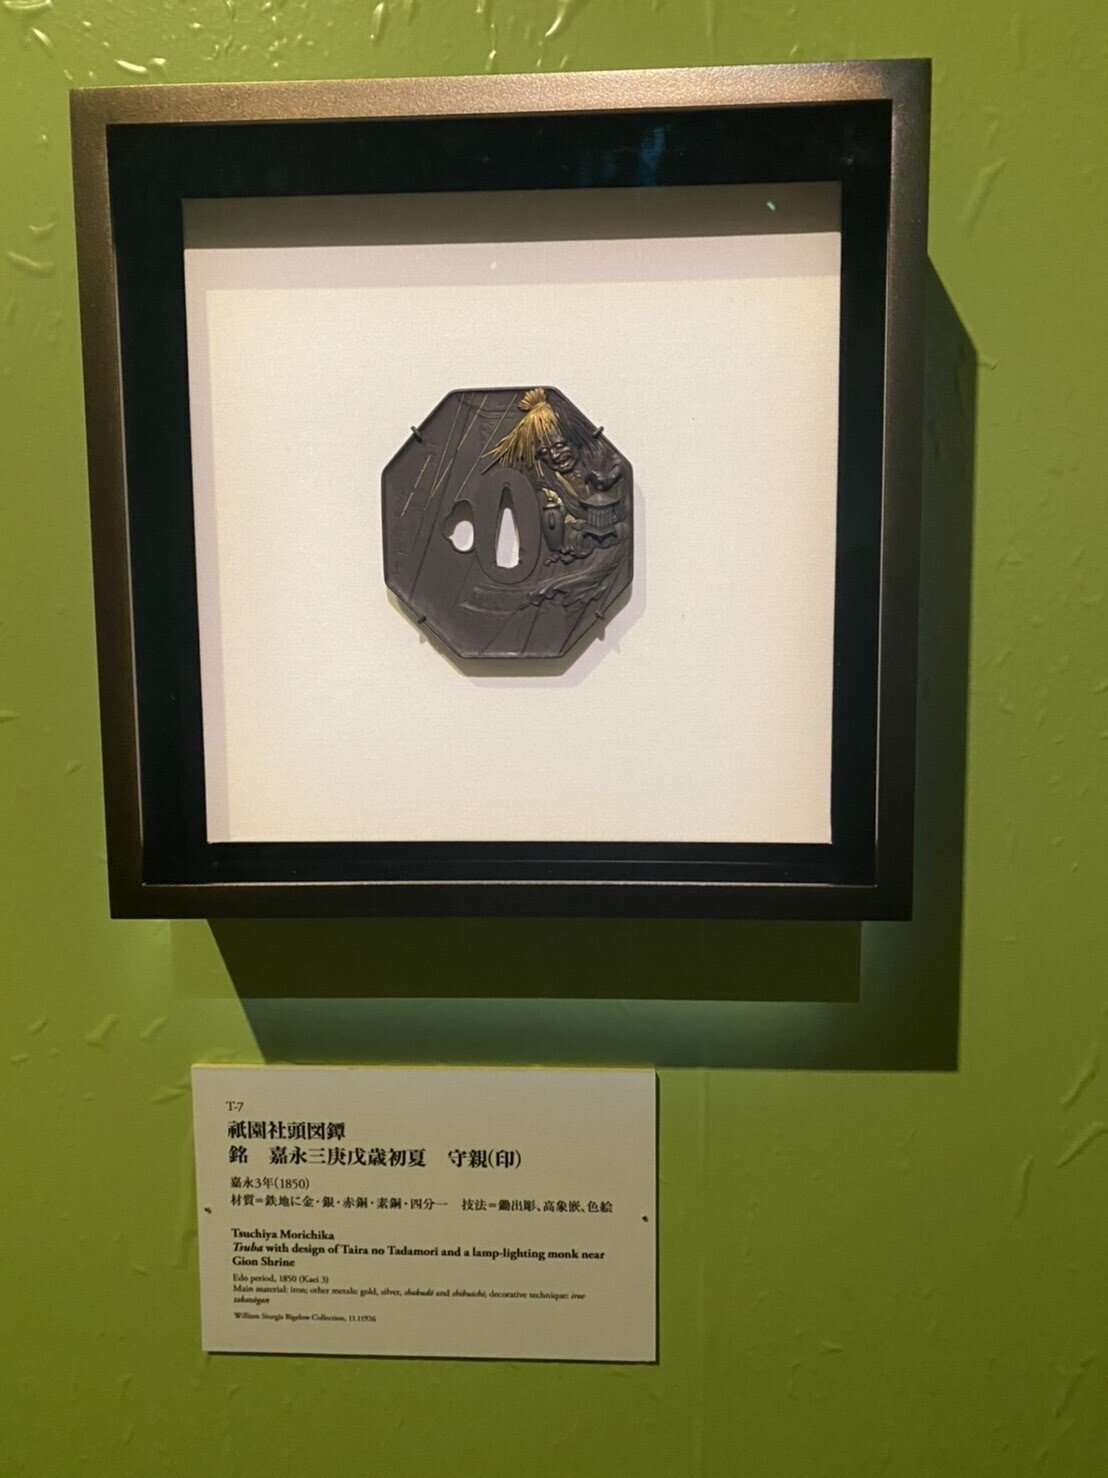 T-7
祇園社頭図鐔
銘　嘉永三庚戊歳初夏　守親(印)
嘉永3年(1850)
材質=鉄地に金・銀・赤銅・素銅・四分一　技法=鋤出彫、高象嵌、色絵
Tsuchiya Morichika
Tsuba with design of Taira no Tadamori and a lamp-lighting monk near
Gion Shrine
Edo period, 1850 (Kaei 3)
Main material: iron; other metals: gold, silver, shakudō and shibuichi; decorative technique: iroe
takazōgan
William Sturgis Bigelow Collection, 11.11926